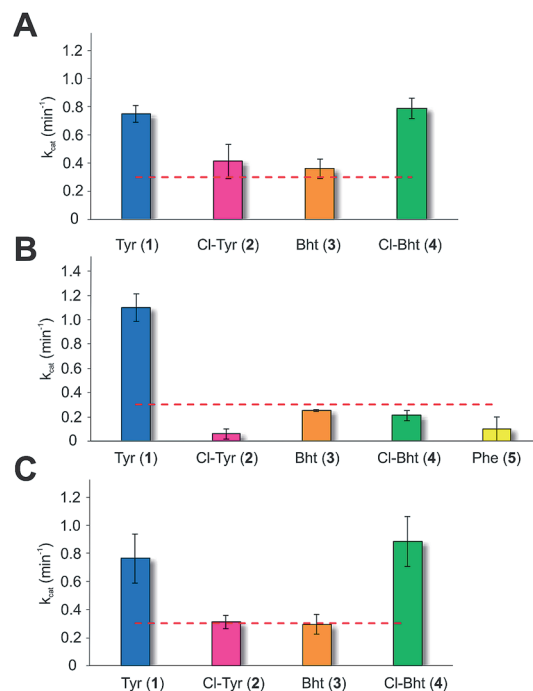 A
k_cat (min⁻¹)
1.2
1.0
0.8
0.6
0.4
0.2
0
Tyr (1) Cl-Tyr (2) Bht (3) Cl-Bht (4)
B
k_cat (min⁻¹)
1.4
1.2
1.0
0.8
0.6
0.4
0.2
0
Tyr (1) Cl-Tyr (2) Bht (3) Cl-Bht (4) Phe (5)
C
k_cat (min⁻¹)
1.2
1.0
0.8
0.6
0.4
0.2
0
Tyr (1) Cl-Tyr (2) Bht (3) Cl-Bht (4)